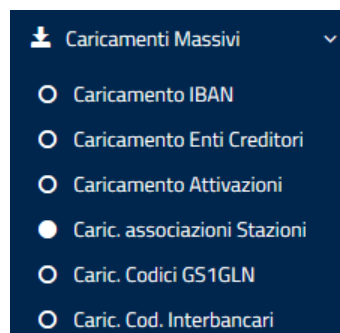 Caricamenti Massivi
Caricamento IBAN
Caricamento Enti Creditori
Caricamento Attivazioni
Caric. associazioni Stazioni
Caric. Codici GS1GLN
Caric. Cod. Interbancari